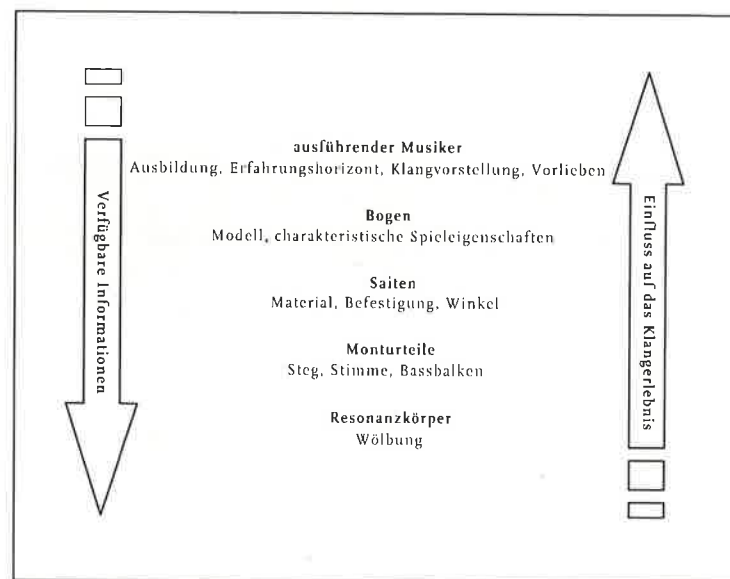 ausführender Musiker
Ausbildung, Erfahrungshorizont, Klangvorstellung, Vorlieben
Bogen
Modell, charakteristische Spieleigenschaften
Saiten
Material, Befestigung, Winkel
Monturteile
Steg, Stimme, Bassbalken
Resonanzkörper
Wölbung
Verfügbare Informationen
Einfluss auf das Klangerlebnis